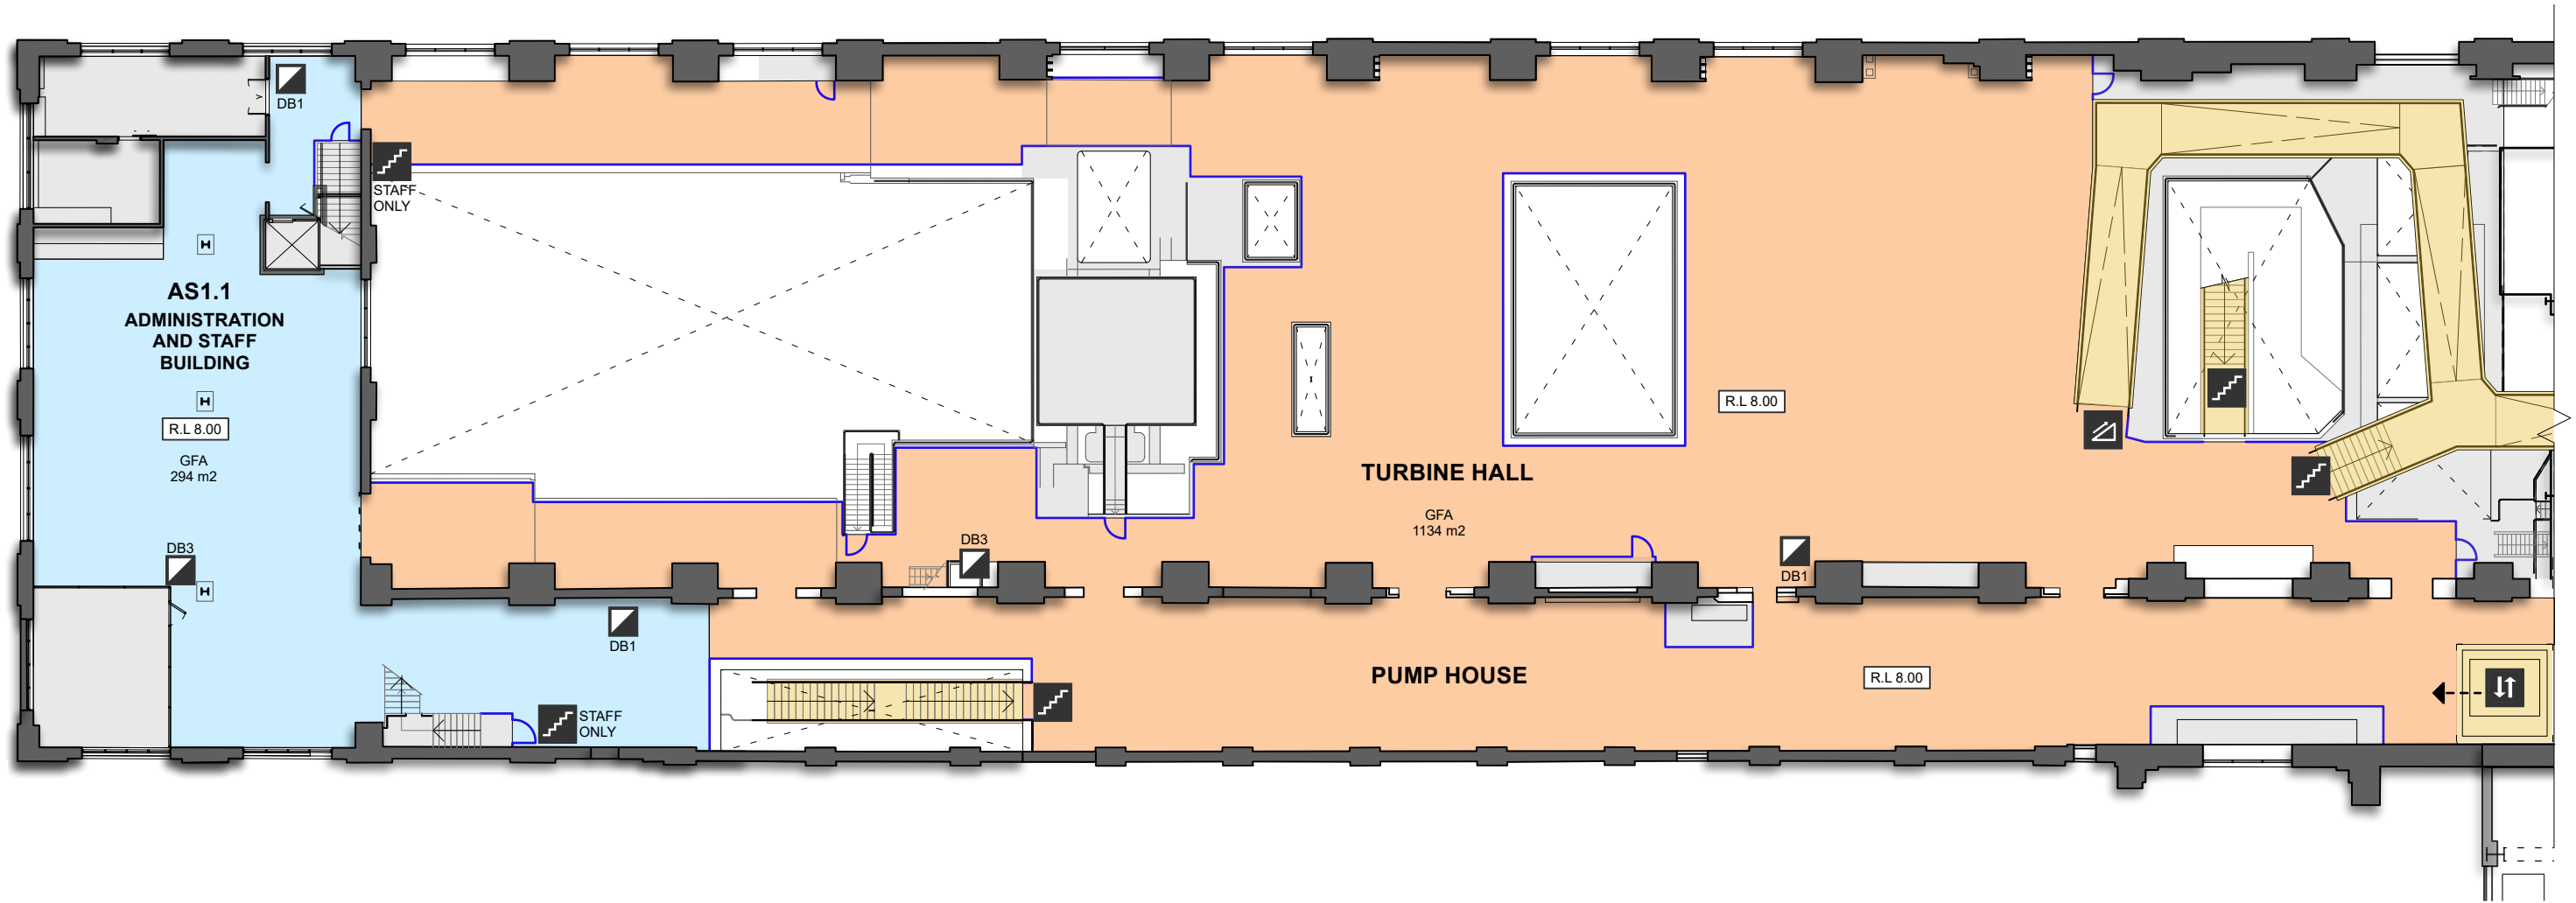 DB1
STAFF
ONLY
AS1.1
ADMINISTRATION
AND STAFF
BUILDING
R.L 8.00
GFA
294 m2
DB3
DB1
STAFF
ONLY
DB3
R.L 8.00
TURBINE HALL
GFA
1134 m2
DB1
PUMP HOUSE
R.L 8.00
H
H
H